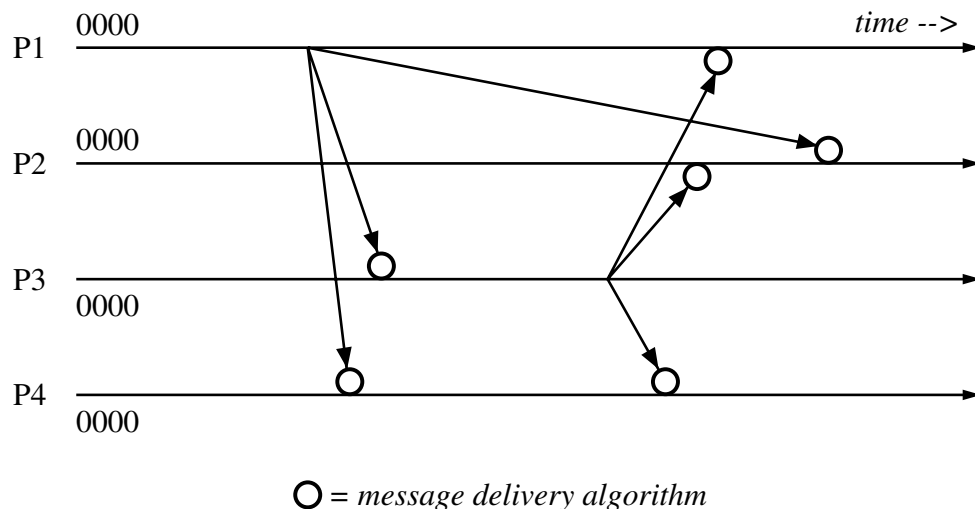 0000
time -->
P1
0000
P2
P3
0000
P4
0000
= message delivery algorithm